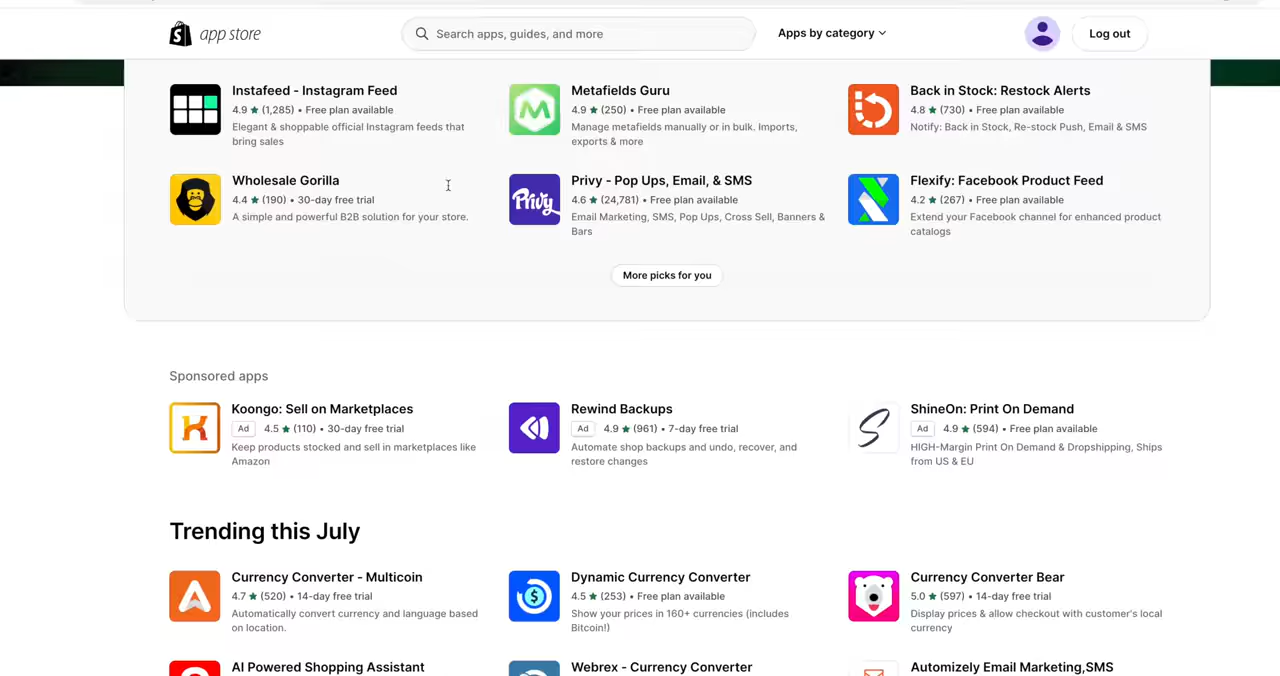 app store
Search apps, guides, and more
Apps by category
Log out
Instafeed - Instagram Feed
4.9 ★ (1,285) • Free plan available
Elegant & shoppable official Instagram feeds that
bring sales
Metafields Guru
4.9 ★ (250) • Free plan available
Manage metafields manually or in bulk. Imports,
exports & more
Back in Stock: Restock Alerts
4.8 ★ (730) • Free plan available
Notify: Back in Stock, Re-stock Push, Email & SMS
Wholesale Gorilla
4.4 ★ (190) • 30-day free trial
A simple and powerful B2B solution for your store.
Privy
Privy - Pop Ups, Email, & SMS
4.6 ★ (24,781) • Free plan available
Email Marketing, SMS, Pop Ups, Cross Sell, Banners &
Bars
Flexify: Facebook Product Feed
4.2 ★ (267) • Free plan available
Extend your Facebook channel for enhanced product
catalogs
More picks for you
Sponsored apps
Koongo: Sell on Marketplaces
Ad 4.5 ★ (110) • 30-day free trial
Keep products stocked and sell in marketplaces like
Amazon
Rewind Backups
Ad 4.9 ★ (961) • 7-day free trial
Automate shop backups and undo, recover, and
restore changes
ShineOn: Print On Demand
Ad 4.9 ★ (594) • Free plan available
HIGH-Margin Print On Demand & Dropshipping, Ships
from US & EU
Trending this July
Currency Converter - Multicoin
4.7 ★ (520) • 14-day free trial
Automatically convert currency and language based
on location.
Dynamic Currency Converter
4.5 ★ (253) • Free plan available
Show your prices in 160+ currencies (includes
Bitcoin!)
Currency Converter Bear
5.0 ★ (597) • 14-day free trial
Display prices & allow checkout with customer's local
currency
AI Powered Shopping Assistant
Webrex - Currency Converter
Automizely Email Marketing,SMS